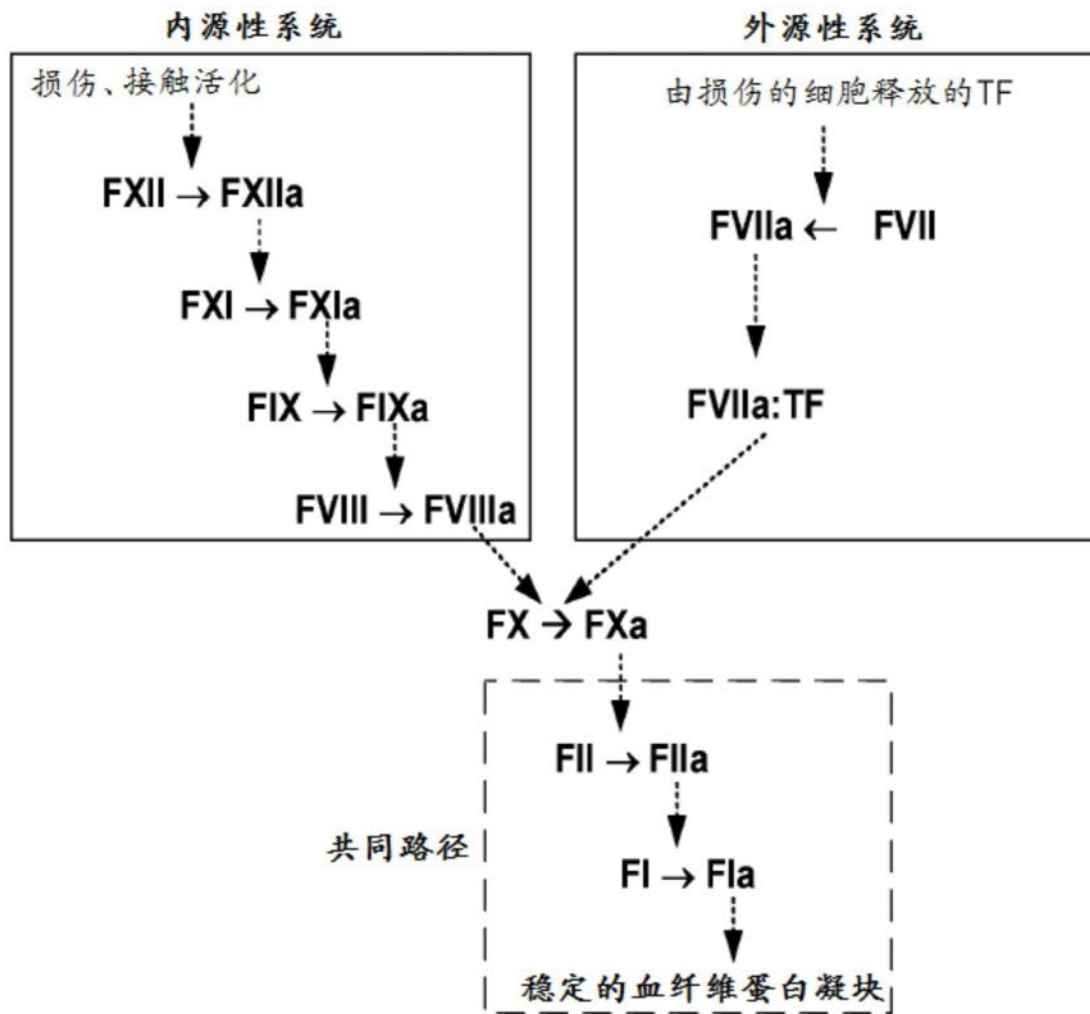 内源性系统
损伤、接触活化
FXII → FXIIa
FXI → FXIa
FIX → FIXa
FVIII → FVIIIa
外源性系统
由损伤的细胞释放的TF
FVIIa ← FVII
FVIIa:TF
FX → FXa
共同路径
FII → FIIa
FI → FIa
稳定的血纤维蛋白凝块